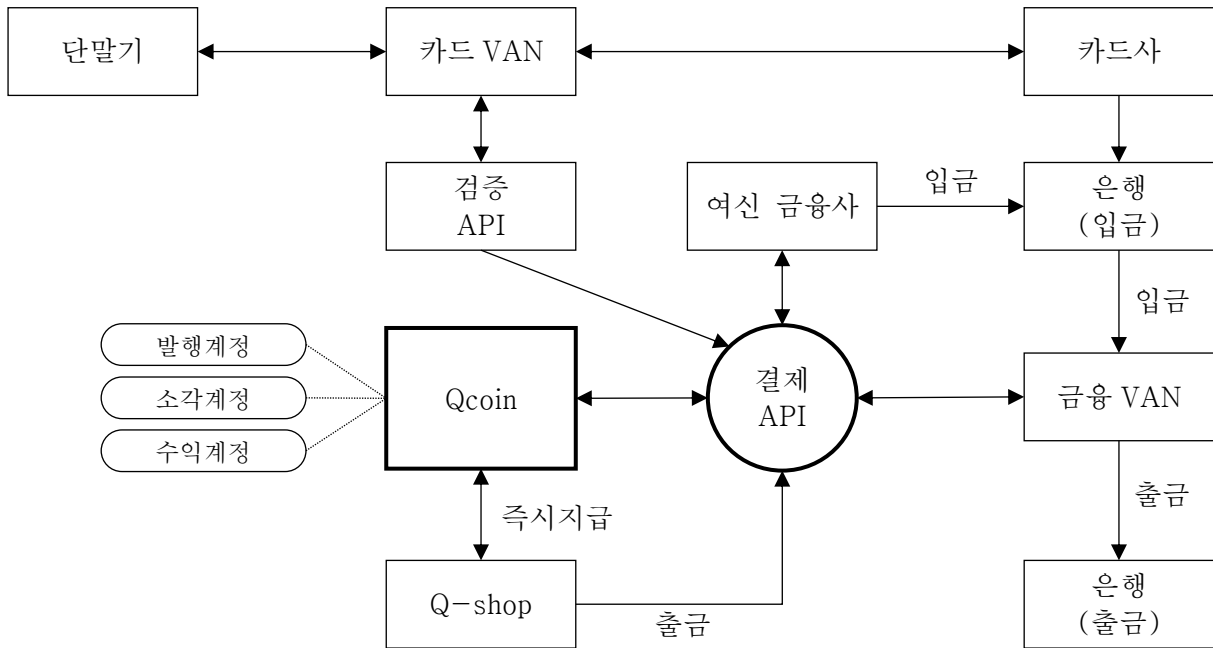 단말기
카드 VAN
카드사
검증
API
여신 금융사
입금
은행
(입금)
입금
발행계정
소각계정
수익계정
Qcoin
결제
API
금융 VAN
즉시지급
출금
Q-shop
출금
은행
(출금)